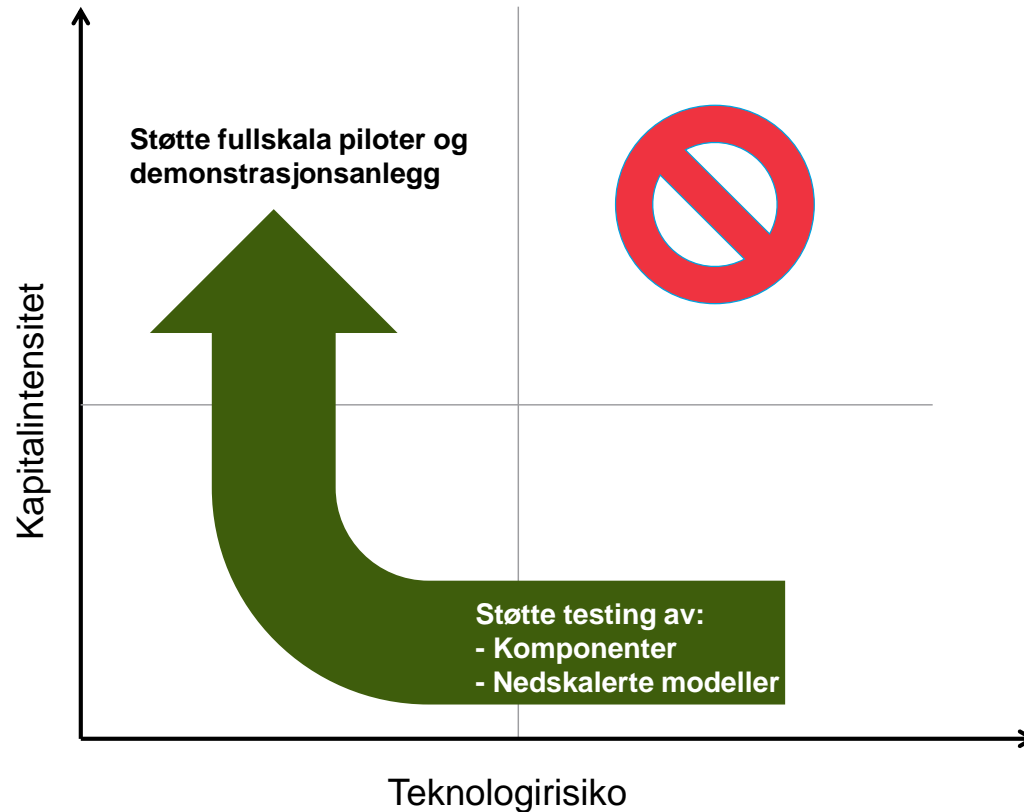 Støtte fullskala piloter og
demonstrasjonsanlegg
Kapitalintensitet
Støtte testing av:
- Komponenter
- Nedskalerte modeller
Teknologirisiko